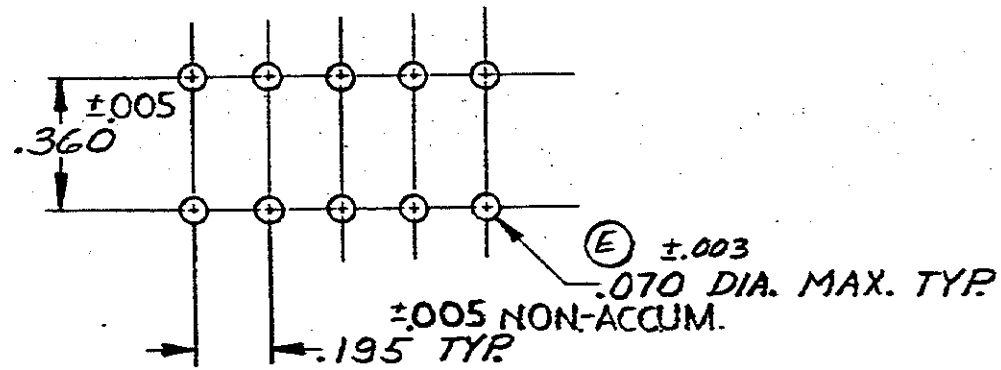 ±.005
.360
E ±.003
.070 DIA. MAX. TYP.
±.005 NON-ACCUM.
.195 TYP.